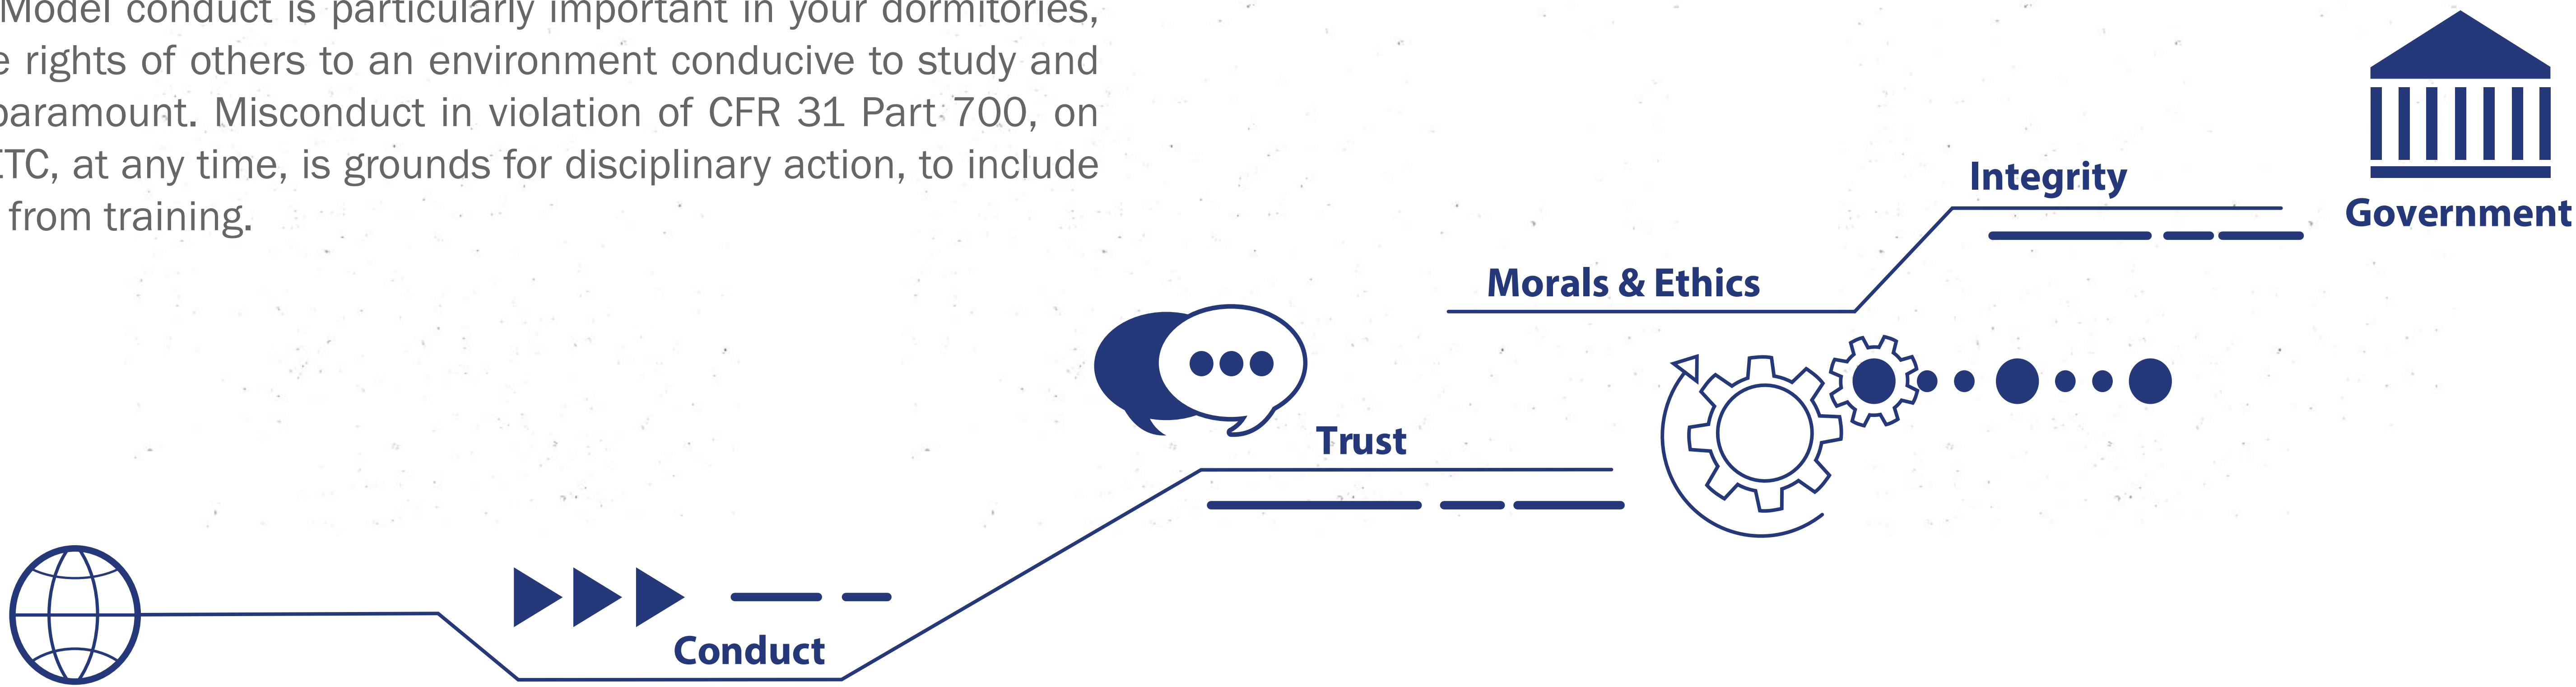 Model conduct is particularly important in your dormitories,
rights of others to an environment conducive to study and
paramount. Misconduct in violation of CFR 31 Part 700, on
TC, at any time, is grounds for disciplinary action, to include
from training.
Integrity
Government
Morals & Ethics
Trust
Conduct